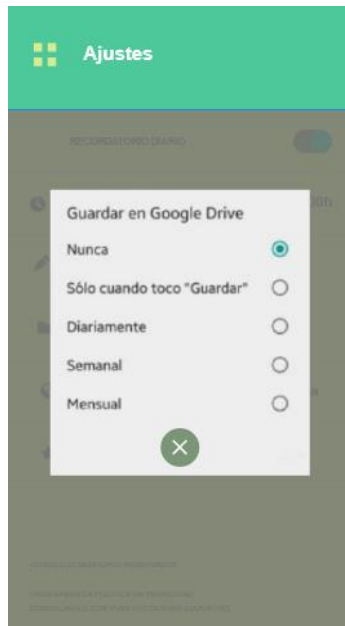 Ajustes
RECORDATORIO DIARIO
Guardar en Google Drive
Nunca
Sólo cuando toco "Guardar"
Diariamente
Semanal
Mensual